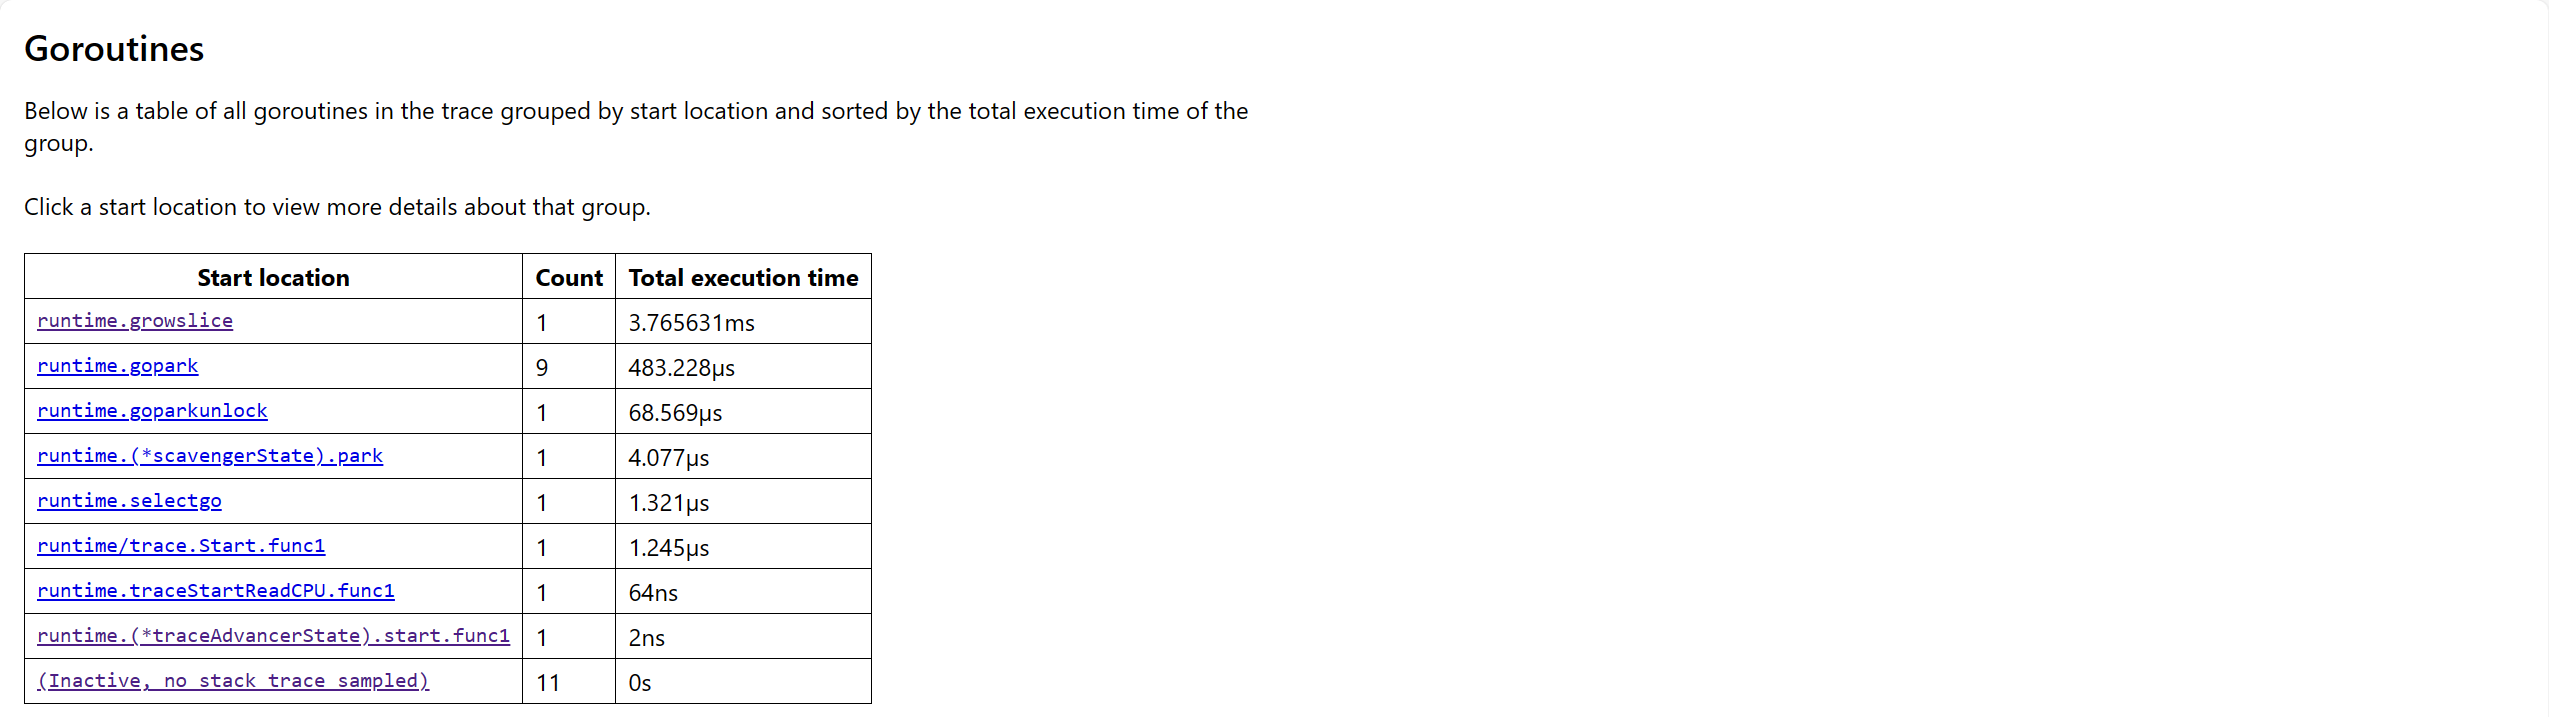 Goroutines
Below is a table of all goroutines in the trace grouped by start location and sorted by the total execution time of the
group.
Click a start location to view more details about that group.
Start location Count Total execution time
runtime.growslice 1 3.765631ms
runtime.gopark 9 483.228µs
runtime.goparkunlock 1 68.569µs
runtime.(*scavengerState).park 1 4.077µs
runtime.selectgo 1 1.321µs
runtime/trace.Start.func1 1 1.245µs
runtime.traceStartReadCPU.func1 1 64ns
runtime.(*traceAdvancerState).start.func1 1 2ns
(Inactive, no stack trace sampled) 11 0s